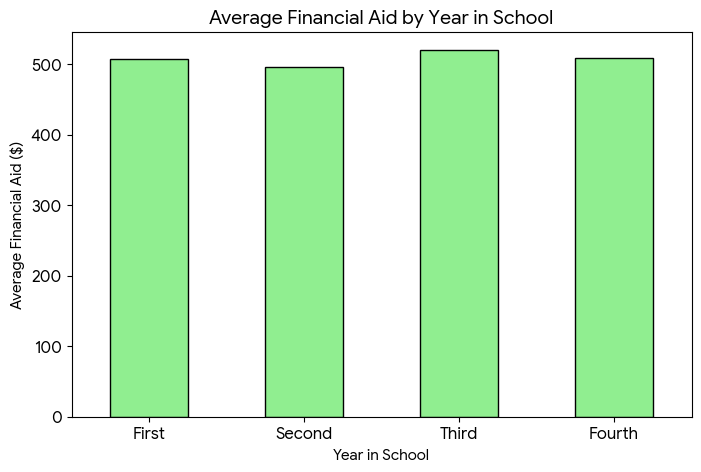 Average Financial Aid by Year in School
Average Financial Aid ($)
500
400
300
200
100
0
First Second Third Fourth
Year in School